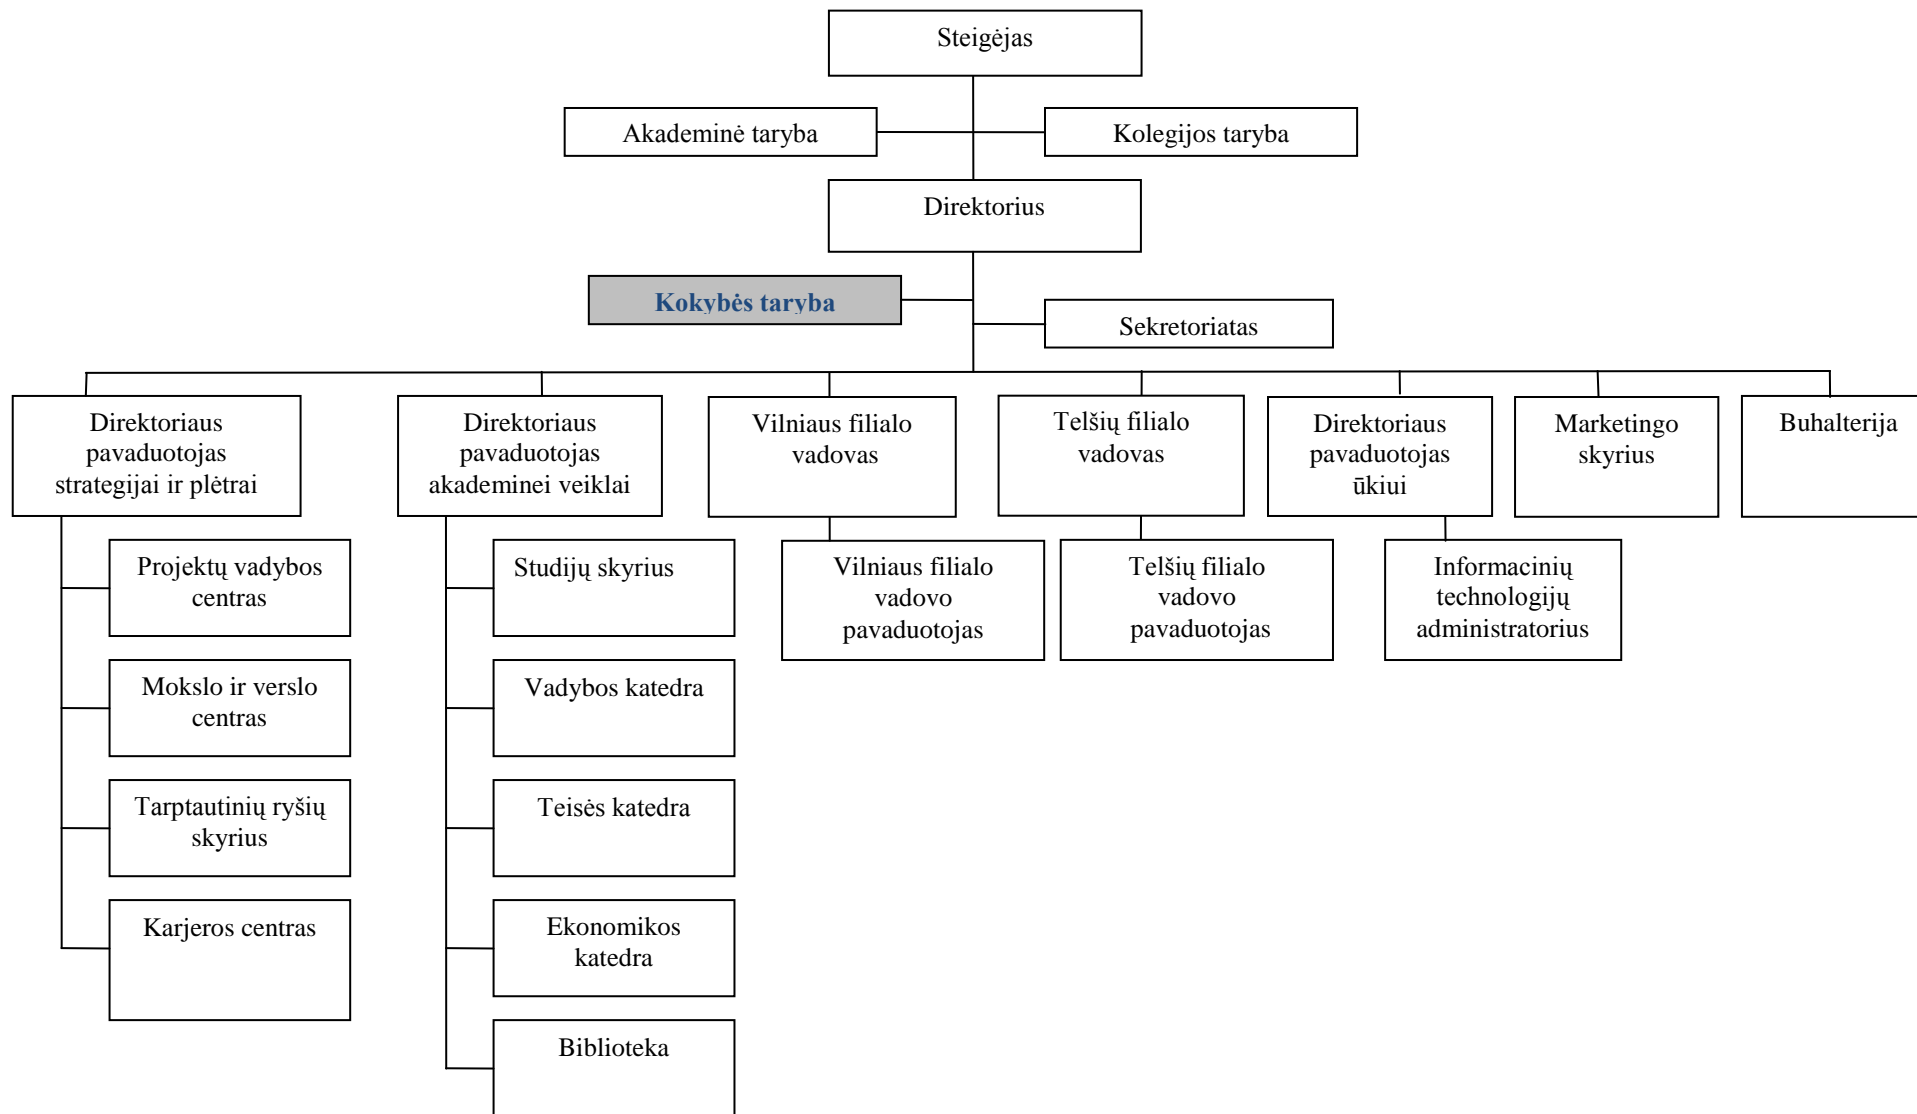 Steigėjas
Akademinė taryba
Kolegijos taryba
Direktorius
Kokybės taryba
Sekretoriatas
Direktoriaus
pavaduotojas
strategijai ir plėtrai
Direktoriaus
pavaduotojas
akademinei veiklai
Vilniaus filialo
vadovas
Telšių filialo
vadovas
Direktoriaus
pavaduotojas
ūkiui
Marketingo
skyrius
Buhalterija
Projektų vadybos
centras
Mokslo ir verslo
centras
Tarptautinių ryšių
skyrius
Karjeros centras
Studijų skyrius
Vadybos katedra
Teisės katedra
Ekonomikos
katedra
Biblioteka
Vilniaus filialo
vadovo
pavaduotojas
Telšių filialo
vadovo
pavaduotojas
Informacinių
technologijų
administratorius